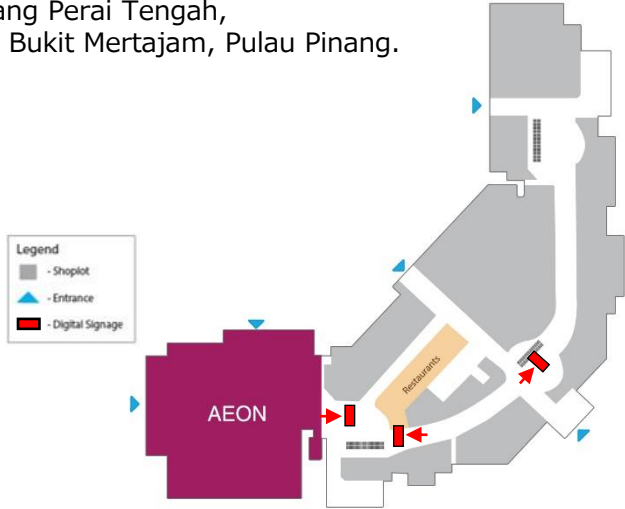 ang Perai Tengah,
Bukit Mertajam, Pulau Pinang.
Legend
- Shoplot
- Entrance
- Digital Signage
Restaurants
AEON